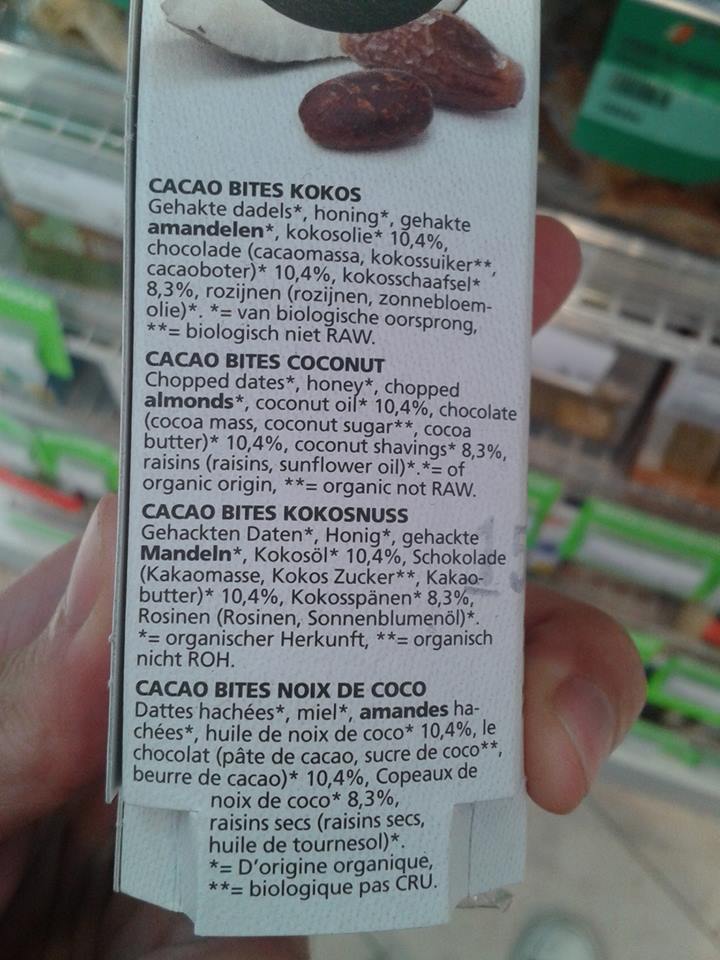 CACAO BITES KOKOS
Gehakte dadels*, honing*, gehakte
amandelen*, kokosolie* 10,4%,
chocolade (cacaomassa, kokossuiker**,
cacaoboter)* 10,4%, kokosschaafsel*
8,3%, rozijnen (rozijnen, zonnebloem-
olie)*. *= van biologische oorsprong,
**= biologisch niet RAW.
CACAO BITES COCONUT
Chopped dates*, honey*, chopped
almonds*, coconut oil* 10,4%, chocolate
(cocoa mass, coconut sugar**, cocoa
butter)* 10,4%, coconut shavings* 8,3%,
raisins (raisins, sunflower oil)*.*= of
organic origin, **= organic not RAW.
CACAO BITES KOKOSNUSS
Gehackten Daten*, Honig*, gehackte
Mandeln*, Kokosöl* 10,4%, Schokolade
(Kakaomasse, Kokos Zucker**, Kakao-
butter)* 10,4%, Kokosspänen* 8,3%,
Rosinen (Rosinen, Sonnenblumenöl)*.
*= organischer Herkunft, **= organisch
nicht ROH.
CACAO BITES NOIX DE COCO
Dattes hachées*, miel*, amandes ha-
chées*, huile de noix de coco* 10,4%, le
chocolat (pâte de cacao, sucre de coco**,
beurre de cacao)* 10,4%, Copeaux de
noix de coco* 8,3%,
raisins secs (raisins secs,
huile de tournesol)*.
*= D'origine organique,
**= biologique pas CRU.